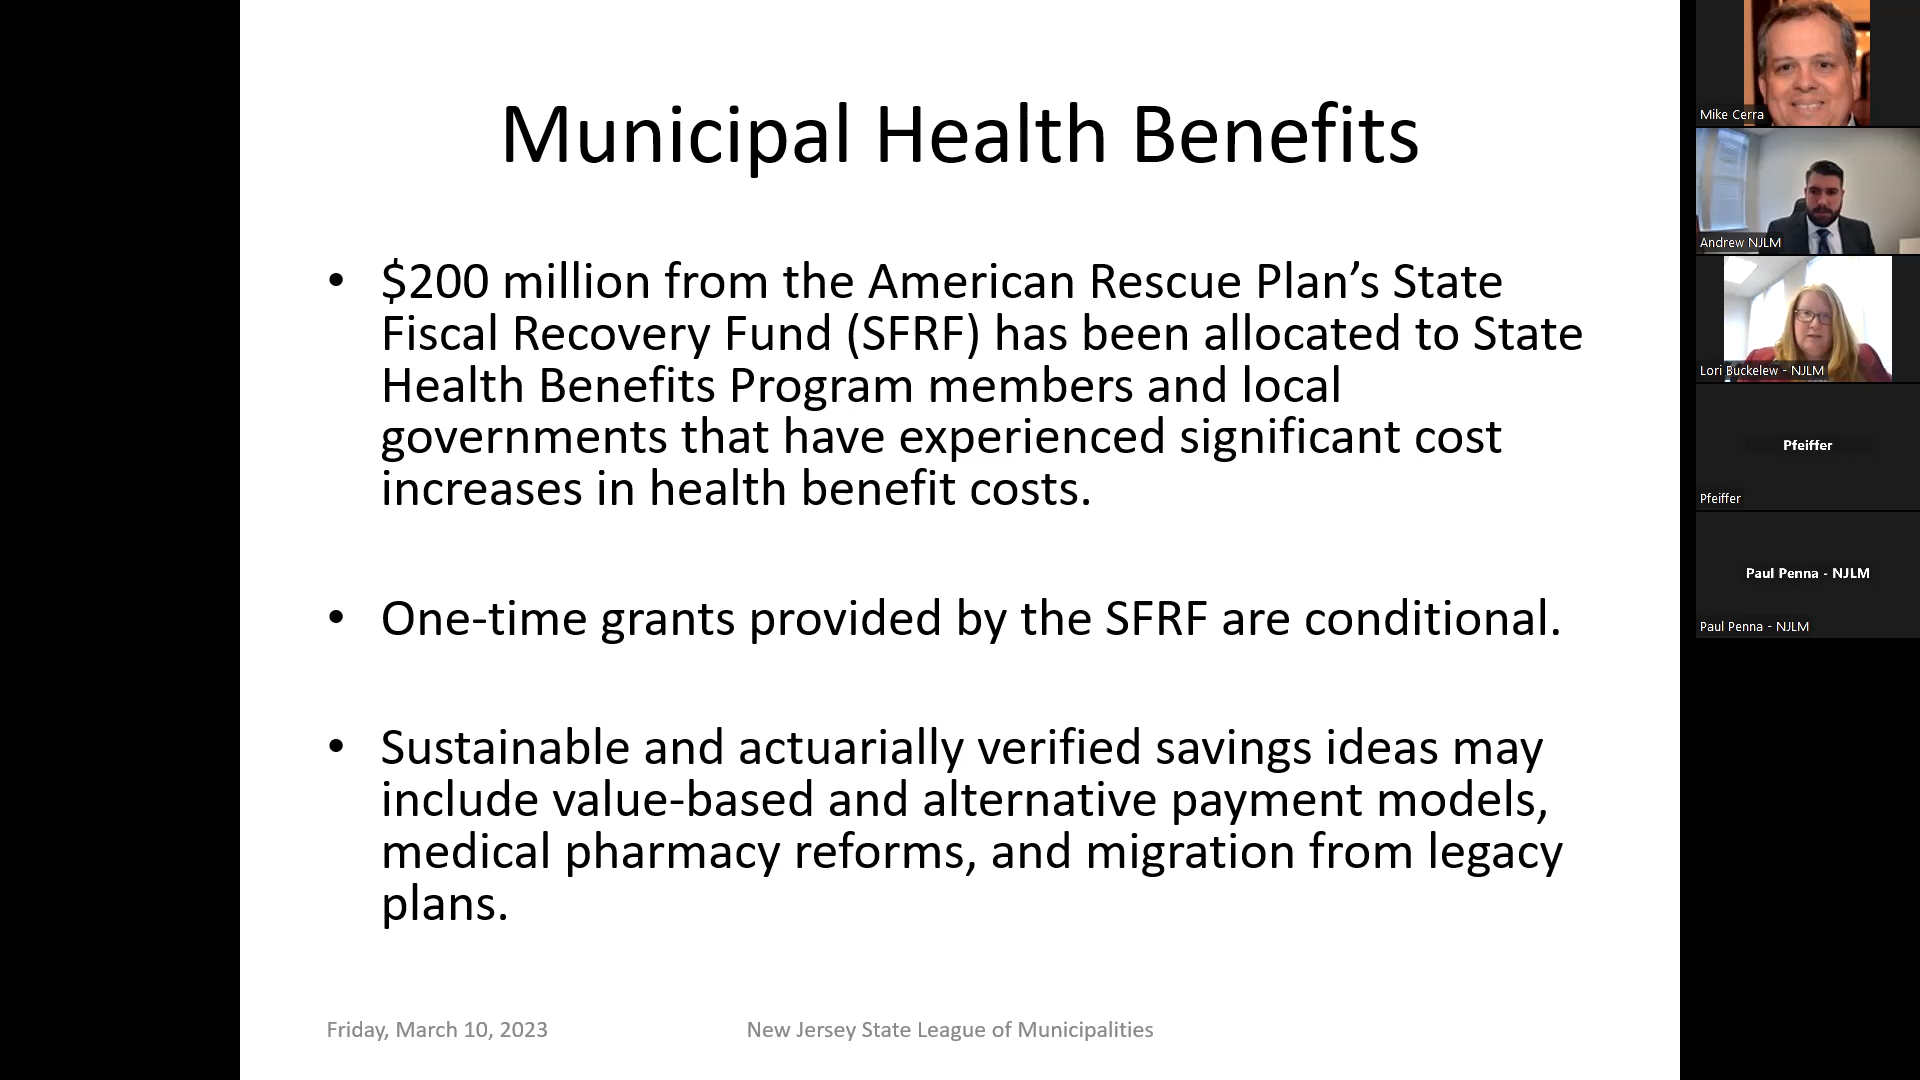 Municipal Health Benefits
• $200 million from the American Rescue Plan’s State
Fiscal Recovery Fund (SFRF) has been allocated to State
Health Benefits Program members and local
governments that have experienced significant cost
increases in health benefit costs.
• One-time grants provided by the SFRF are conditional.
• Sustainable and actuarially verified savings ideas may
include value-based and alternative payment models,
medical pharmacy reforms, and migration from legacy
plans.
Friday, March 10, 2023
New Jersey State League of Municipalities
Mike Cerra
Andrew NJLM
Lori Buckelew - NJLM
Pfeiffer
Pfeiffer
Paul Penna - NJLM
Paul Penna - NJLM